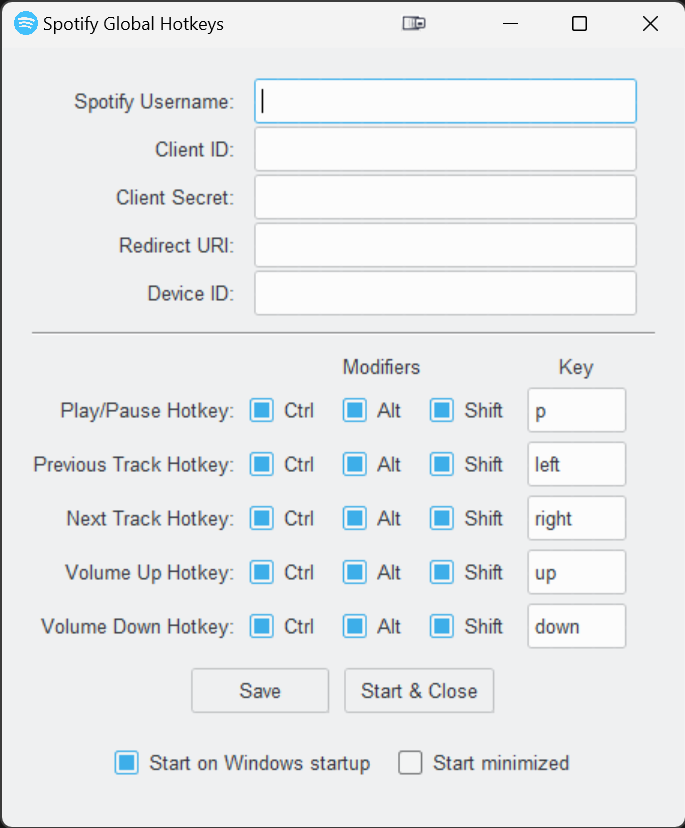 Spotify Global Hotkeys
Spotify Username:
Client ID:
Client Secret:
Redirect URI:
Device ID:
Modifiers Key
Play/Pause Hotkey: Ctrl Alt Shift p
Previous Track Hotkey: Ctrl Alt Shift left
Next Track Hotkey: Ctrl Alt Shift right
Volume Up Hotkey: Ctrl Alt Shift up
Volume Down Hotkey: Ctrl Alt Shift down
Save Start & Close
Start on Windows startup Start minimized